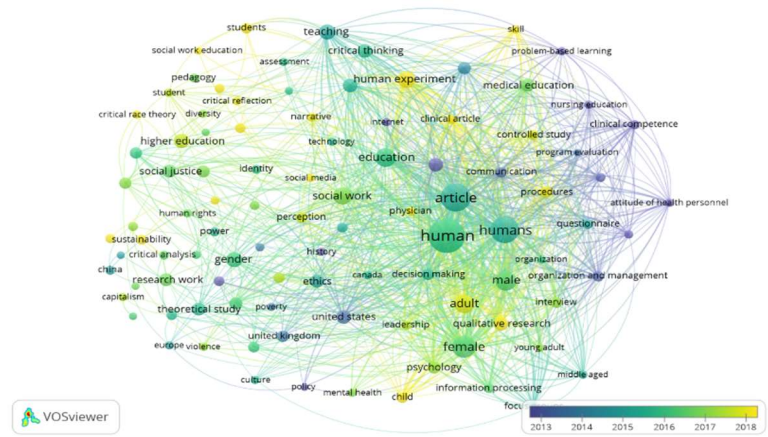 students
teaching
skill
social work education
critical thinking
problem-based learning
assessment
pedagogy
human experiment
medical education
student
critical reflection
nursing education
critical race theory
diversity
narrative
internet
clinical article
clinical competence
controlled study
higher education
technology
education
program evaluation
social justice
identity
communication
social media
social work
article
procedures
attitude of health personnel
human rights
perception
physician
power
human
humans
questionnaire
sustainability
critical analysis
history
gender
organization
china
research work
ethics
canada
decision making
male
organization and management
capitalism
theoretical study
poverty
united states
adult
interview
leadership
qualitative research
united kingdom
europe
violence
female
young adult
psychology
culture
policy
mental health
child
information processing
middle aged
VOSviewer
2013 2014 2015 2016 2017 2018